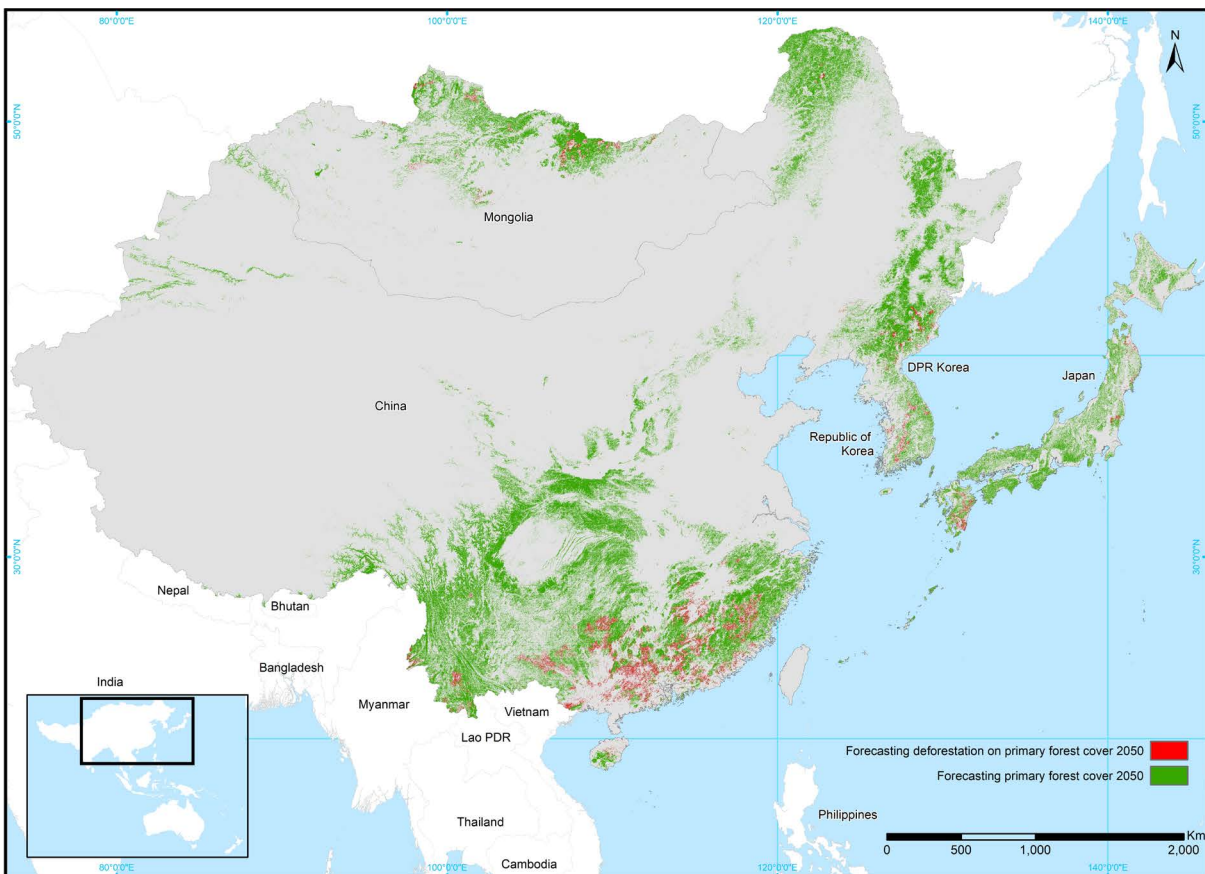 80°0'0"E
100°0'0"E
120°0'0"E
140°0'0"E
N
50°0'0"N
50°0'0"N
Mongolia
China
DPR Korea
Japan
Republic of
Korea
30°0'0"N
30°0'0"N
Nepal
Bhutan
Bangladesh
India
Myanmar
Vietnam
Lao PDR
Forecasting deforestation on primary forest cover 2050
Forecasting primary forest cover 2050
Thailand
Philippines
Cambodia
Km
0
500
1,000
2,000
80°0'0"E
100°0'0"E
120°0'0"E
140°0'0"E